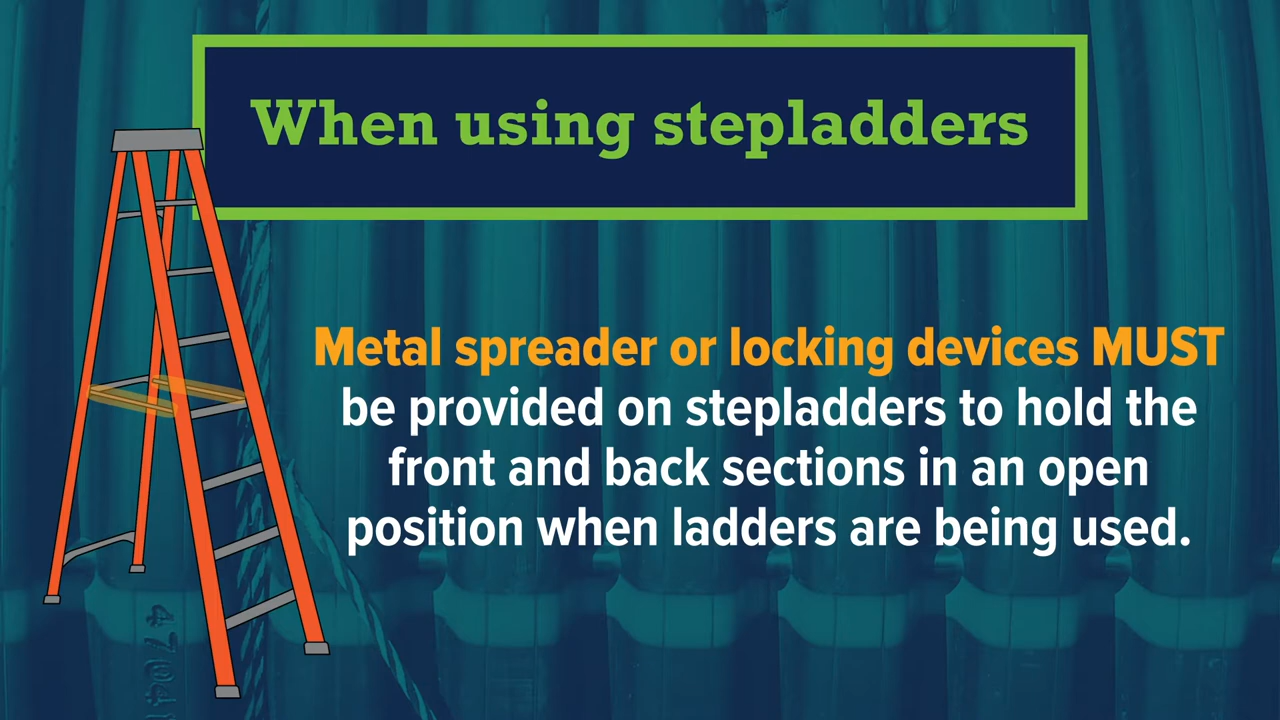 When using stepladders
Metal spreader or locking devices MUST
be provided on stepladders to hold the
front and back sections in an open
position when ladders are being used.